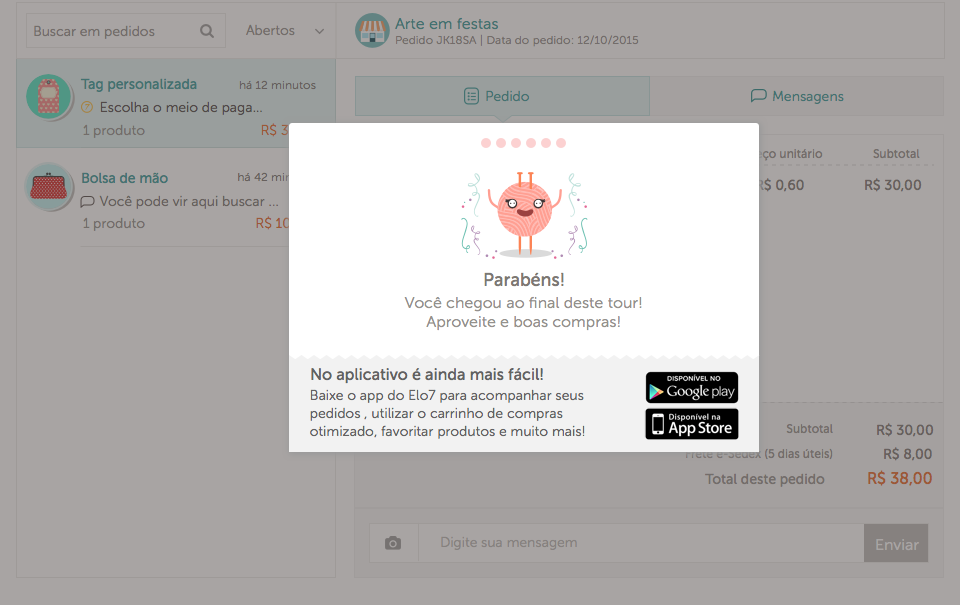 Buscar em pedidos
Abertos
Arte em festas
Pedido JK18SA | Data do pedido: 12/10/2015
Tag personalizada
há 12 minutos
Escolha o meio de paga...
1 produto
R$ 3
Bolsa de mão
há 42 min
Você pode vir aqui buscar ...
1 produto
R$ 10
Pedido
Mensagens
ço unitário
Subtotal
R$ 0,60
R$ 30,00
Parabéns!
Você chegou ao final deste tour!
Aproveite e boas compras!
No aplicativo é ainda mais fácil!
Baixe o app do Elo7 para acompanhar seus
pedidos , utilizar o carrinho de compras
otimizado, favoritar produtos e muito mais!
DISPONÍVEL NO
Google play
Disponível na
App Store
Subtotal
R$ 30,00
Frete e-Sedex (5 dias úteis)
R$ 8,00
Total deste pedido
R$ 38,00
Digite sua mensagem
Enviar